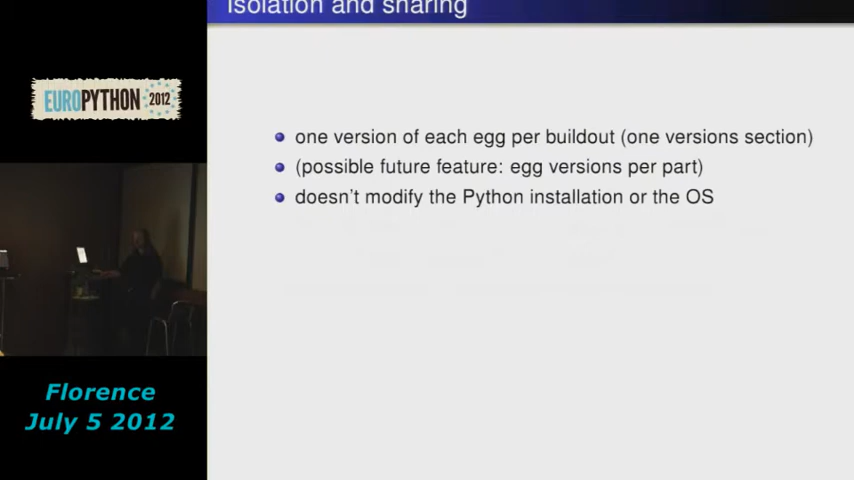 Isolation and sharing
EUROPYTHON 2012
one version of each egg per buildout (one versions section)
(possible future feature: egg versions per part)
doesn't modify the Python installation or the OS
Florence
July 5 2012